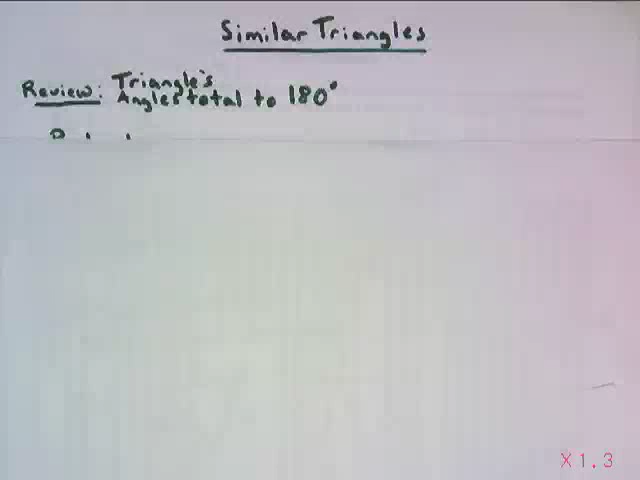 Similar Triangles
Review: Triangle's
Angles total to 180°
X1.3